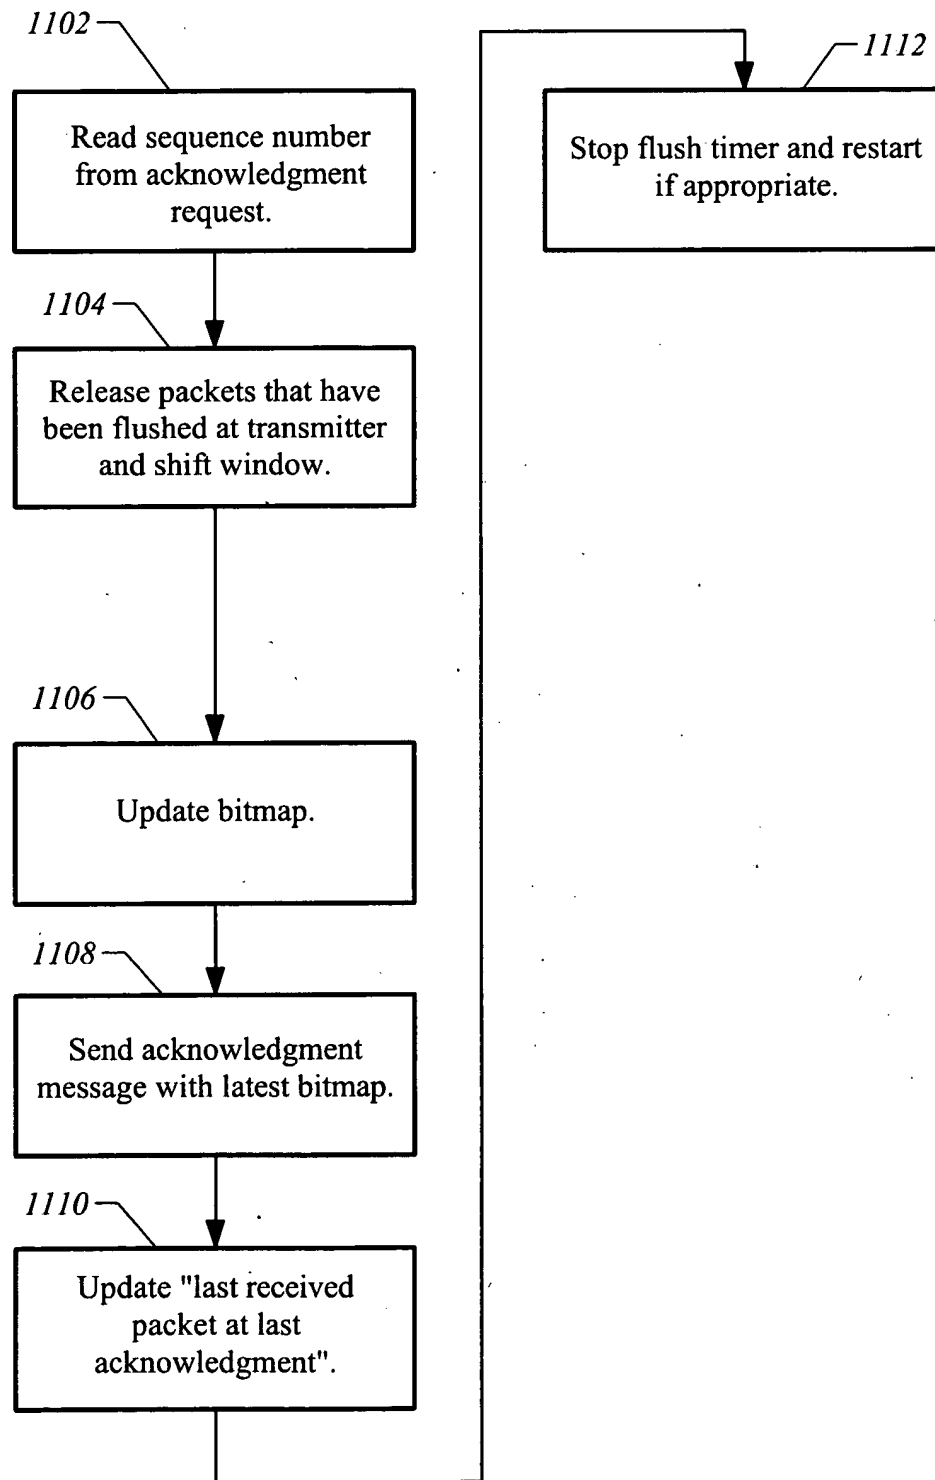 1102
Read sequence number
from acknowledgment
request.
1104
Release packets that have
been flushed at transmitter
and shift window.
1106
Update bitmap.
1108
Send acknowledgment
message with latest bitmap.
1110
Update "last received
packet at last
acknowledgment".
1112
Stop flush timer and restart
if appropriate.